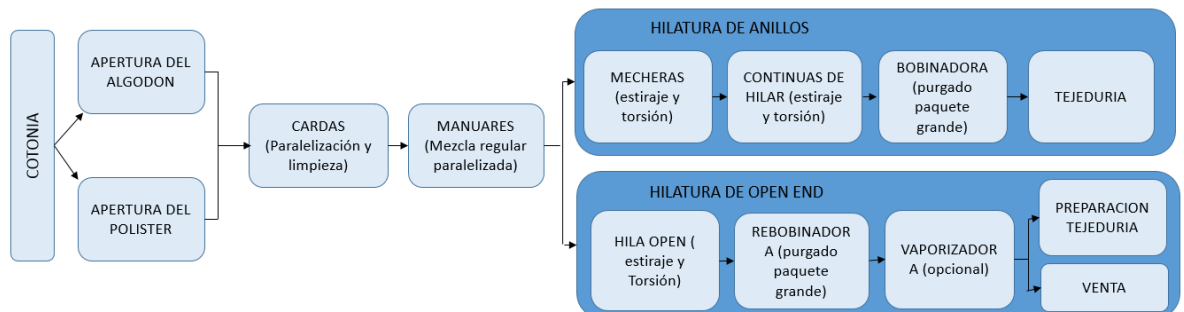 COTONIA
APERTURA DEL
ALGODON
APERTURA DEL
POLISTER
CARDAS
(Paralelización y
limpieza)
MANUARES
(Mezcla regular
paralelizada)
HILATURA DE ANILLOS
MECHERAS
(estiraje y
torsión)
CONTINUAS DE
HILAR (estiraje
y torsión)
BOBINADORA
(purgado
paquete
grande)
TEJEDURIA
HILATURA DE OPEN END
HILA OPEN (
estiraje y
Torsión)
REBOBINADOR
A (purgado
paquete
grande)
VAPORIZADOR
A (opcional)
PREPARACION
TEJEDURIA
VENTA